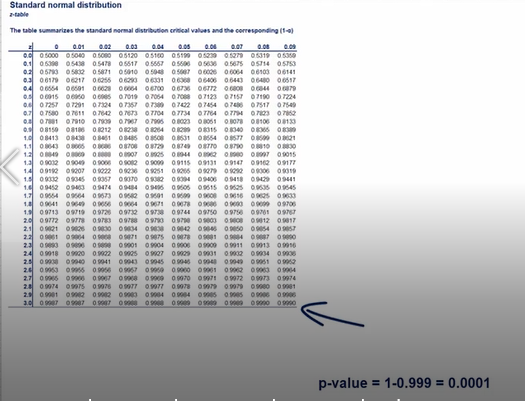 Standard normal distribution
z-table
The table summarizes the standard normal distribution critical values and the corresponding (1-α)
z 0 0.01 0.02 0.03 0.04 0.05 0.06 0.07 0.08 0.09
0.0 0.5000 0.5040 0.5080 0.5120 0.5160 0.5199 0.5239 0.5279 0.5319 0.5359
0.1 0.5398 0.5438 0.5478 0.5517 0.5557 0.5596 0.5636 0.5675 0.5714 0.5753
0.2 0.5793 0.5832 0.5871 0.5910 0.5948 0.5987 0.6026 0.6064 0.6103 0.6141
0.3 0.6179 0.6217 0.6255 0.6293 0.6331 0.6368 0.6406 0.6443 0.6480 0.6517
0.4 0.6554 0.6591 0.6628 0.6664 0.6700 0.6736 0.6772 0.6808 0.6844 0.6879
0.5 0.6915 0.6950 0.6985 0.7019 0.7054 0.7088 0.7123 0.7157 0.7190 0.7224
0.6 0.7257 0.7291 0.7324 0.7357 0.7389 0.7422 0.7454 0.7486 0.7517 0.7549
0.7 0.7580 0.7611 0.7642 0.7673 0.7704 0.7734 0.7764 0.7794 0.7823 0.7852
0.8 0.7881 0.7910 0.7939 0.7967 0.7995 0.8023 0.8051 0.8078 0.8106 0.8133
0.9 0.8159 0.8186 0.8212 0.8238 0.8264 0.8289 0.8315 0.8340 0.8365 0.8389
1.0 0.8413 0.8438 0.8461 0.8485 0.8508 0.8531 0.8554 0.8577 0.8599 0.8621
1.1 0.8643 0.8665 0.8686 0.8708 0.8729 0.8749 0.8770 0.8790 0.8810 0.8830
1.2 0.8849 0.8869 0.8888 0.8907 0.8925 0.8944 0.8962 0.8980 0.8997 0.9015
1.3 0.9032 0.9049 0.9066 0.9082 0.9099 0.9115 0.9131 0.9147 0.9162 0.9177
1.4 0.9192 0.9207 0.9222 0.9236 0.9251 0.9265 0.9279 0.9292 0.9306 0.9319
1.5 0.9332 0.9345 0.9357 0.9370 0.9382 0.9394 0.9406 0.9418 0.9429 0.9441
1.6 0.9452 0.9463 0.9474 0.9484 0.9495 0.9505 0.9515 0.9525 0.9535 0.9545
1.7 0.9554 0.9564 0.9573 0.9582 0.9591 0.9599 0.9608 0.9616 0.9625 0.9633
1.8 0.9641 0.9649 0.9656 0.9664 0.9671 0.9678 0.9686 0.9693 0.9699 0.9706
1.9 0.9713 0.9719 0.9726 0.9732 0.9738 0.9744 0.9750 0.9756 0.9761 0.9767
2.0 0.9772 0.9778 0.9783 0.9788 0.9793 0.9798 0.9803 0.9808 0.9812 0.9817
2.1 0.9821 0.9826 0.9830 0.9834 0.9838 0.9842 0.9846 0.9850 0.9854 0.9857
2.2 0.9861 0.9864 0.9868 0.9871 0.9875 0.9878 0.9881 0.9884 0.9887 0.9890
2.3 0.9893 0.9896 0.9898 0.9901 0.9904 0.9906 0.9909 0.9911 0.9913 0.9916
2.4 0.9918 0.9920 0.9922 0.9925 0.9927 0.9929 0.9931 0.9932 0.9934 0.9936
2.5 0.9938 0.9940 0.9941 0.9943 0.9945 0.9946 0.9948 0.9949 0.9951 0.9952
2.6 0.9953 0.9955 0.9956 0.9957 0.9959 0.9960 0.9961 0.9962 0.9963 0.9964
2.7 0.9965 0.9966 0.9967 0.9968 0.9969 0.9970 0.9971 0.9972 0.9973 0.9974
2.8 0.9974 0.9975 0.9976 0.9977 0.9977 0.9978 0.9979 0.9979 0.9980 0.9981
2.9 0.9981 0.9982 0.9982 0.9983 0.9984 0.9984 0.9985 0.9985 0.9986 0.9986
3.0 0.9987 0.9987 0.9987 0.9988 0.9988 0.9989 0.9989 0.9989 0.9990 0.9990
p-value = 1-0.999 = 0.0001